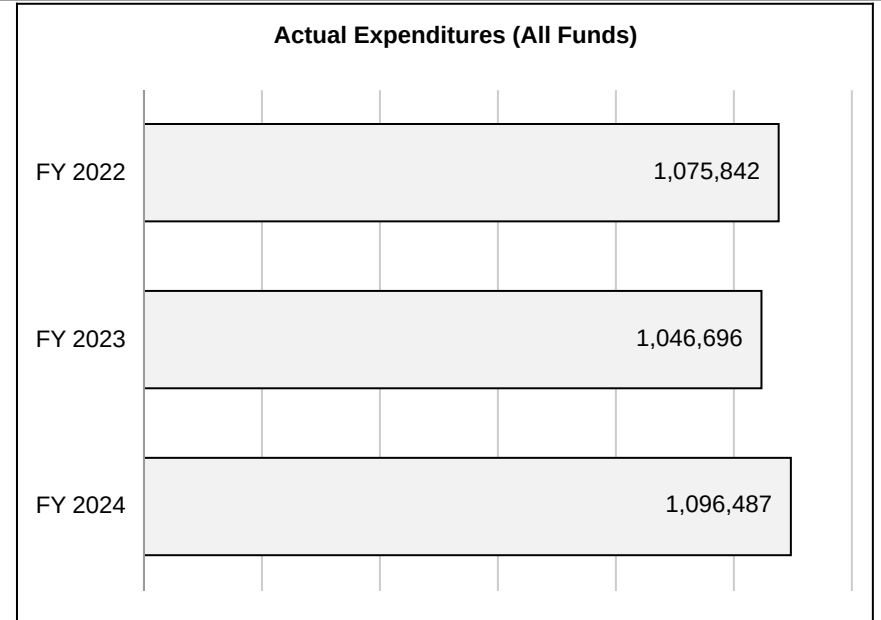 Actual Expenditures (All Funds)
FY 2022 1,075,842
FY 2023 1,046,696
FY 2024 1,096,487